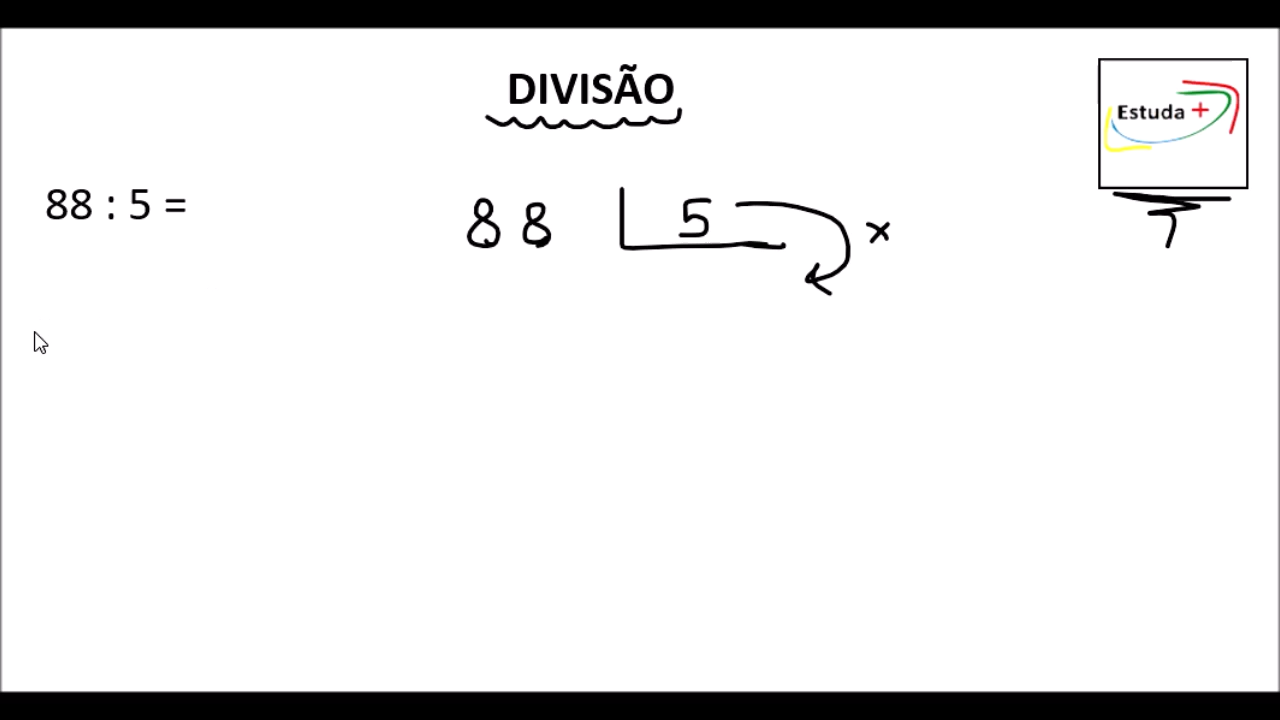 DIVISÃO
Estuda +
88 : 5 =
88 5 x